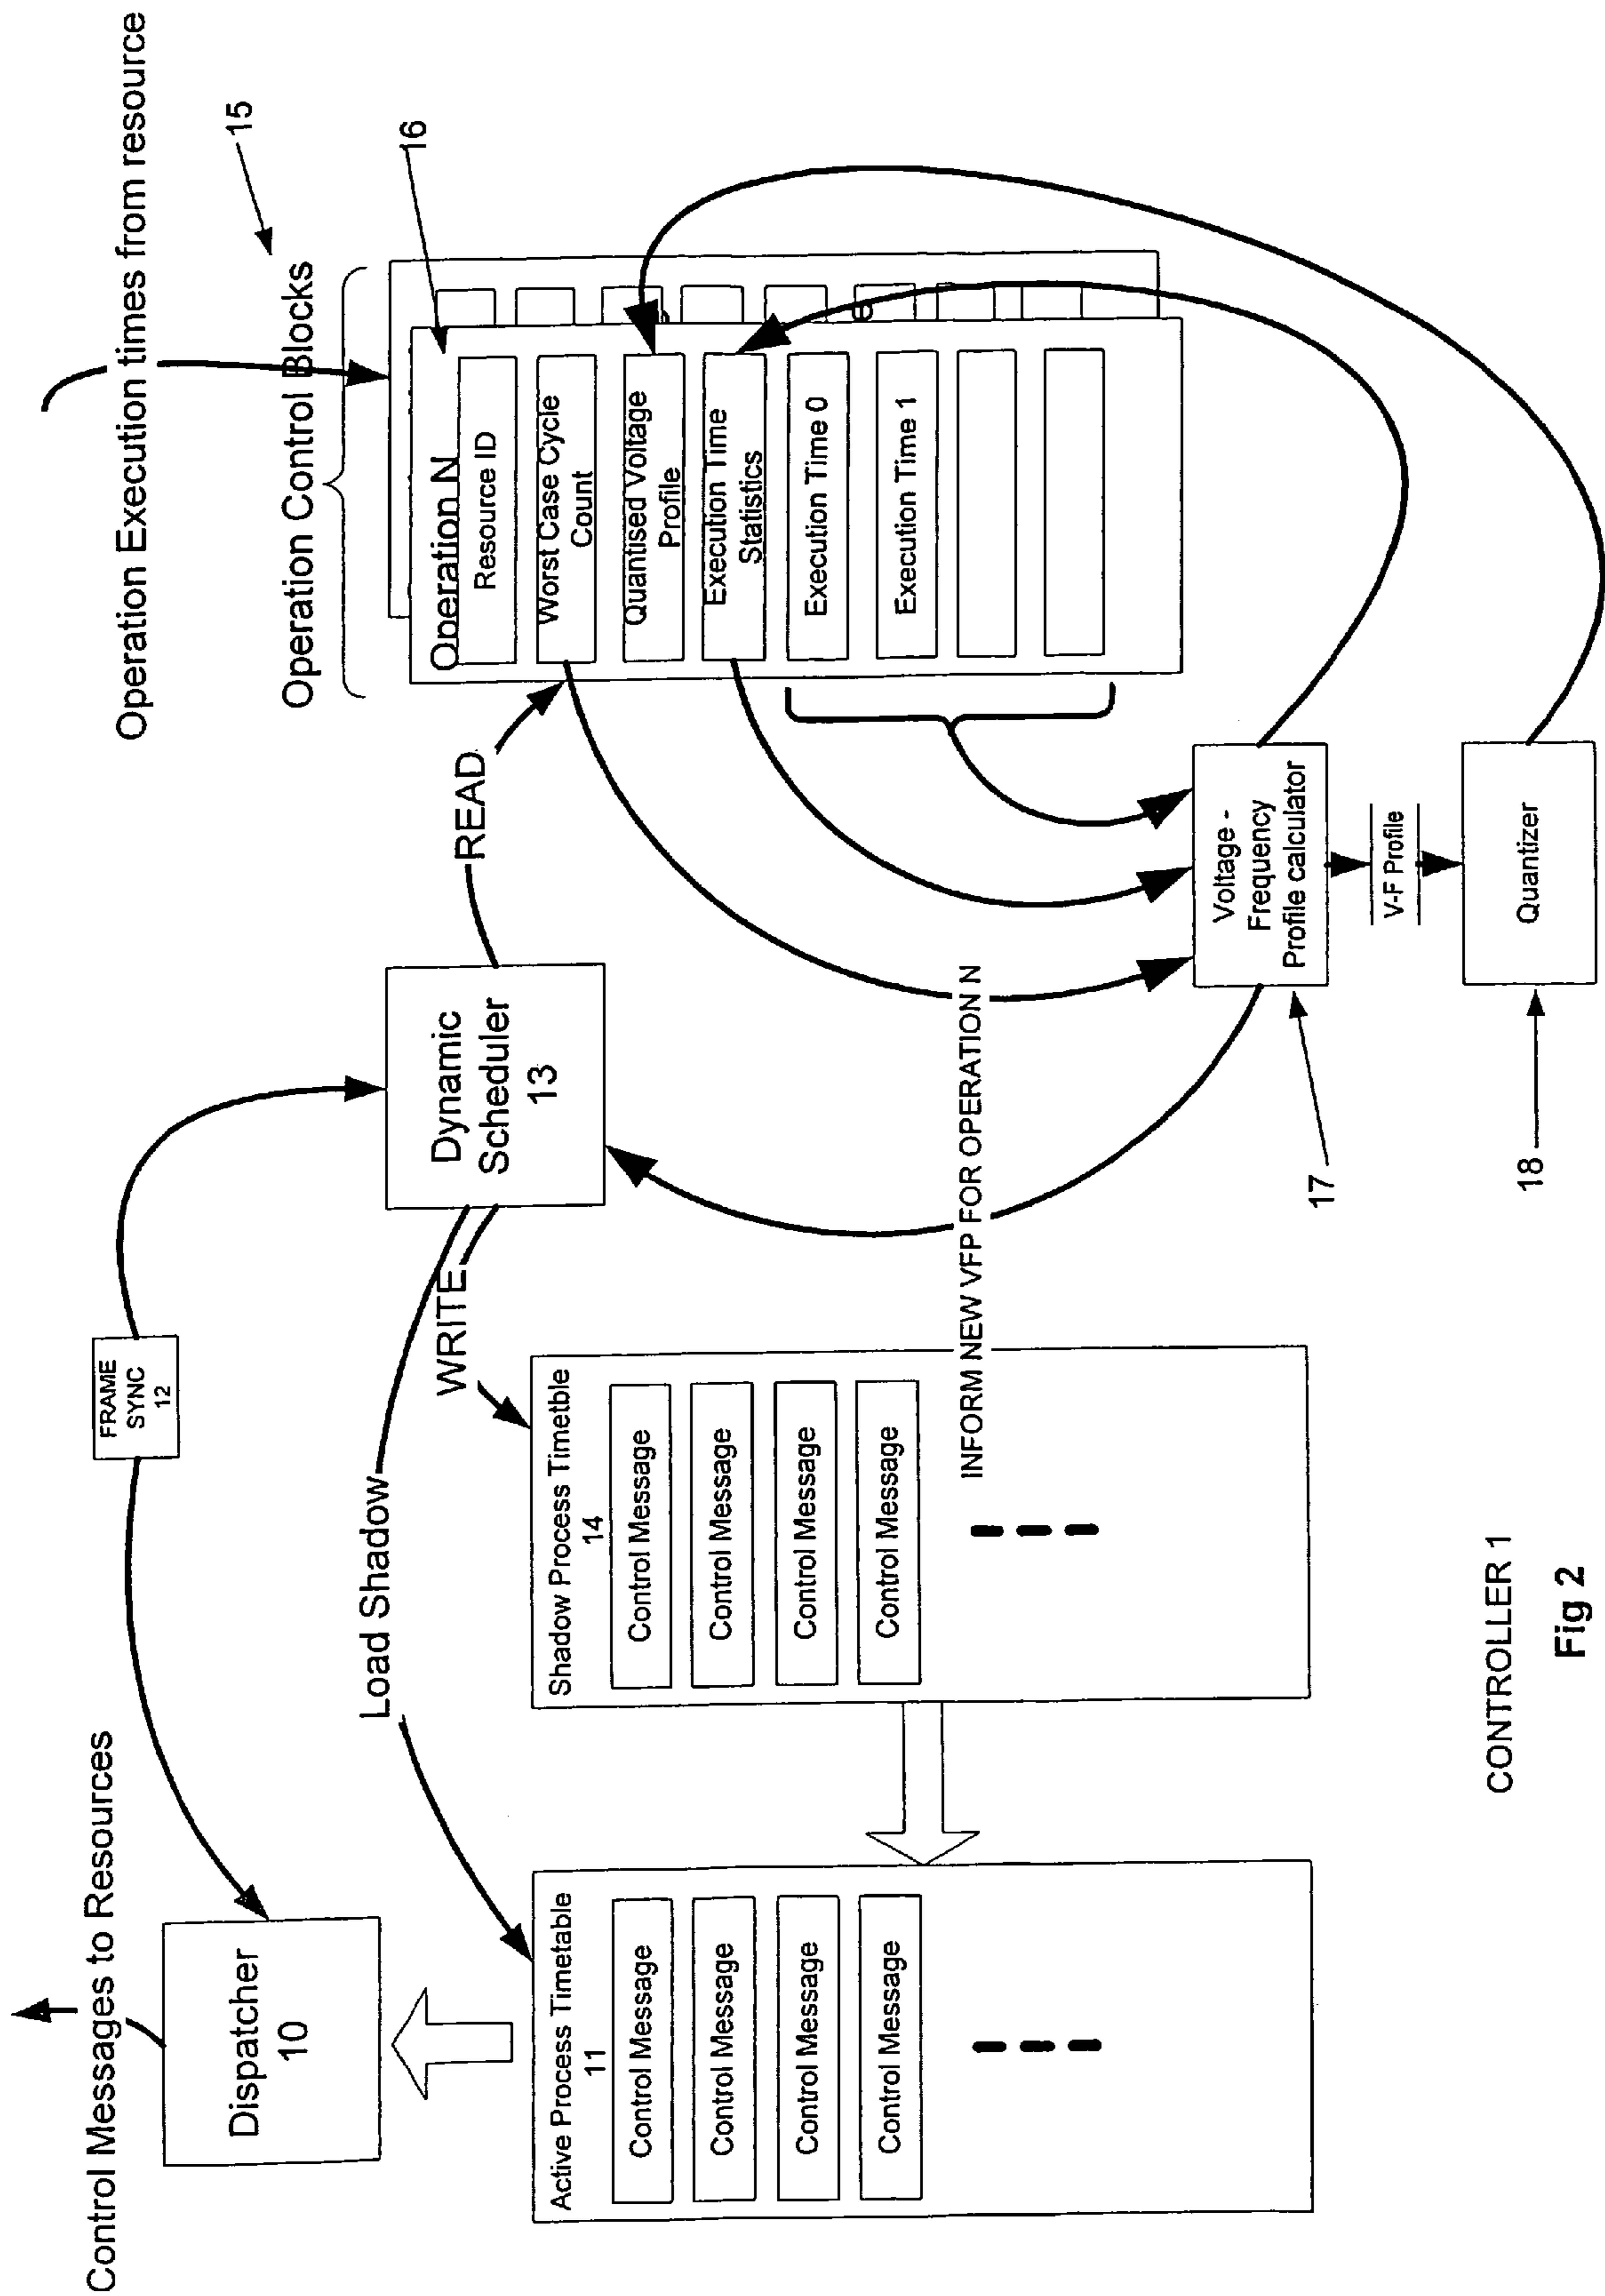 Control Messages to Resources
Operation Execution times from resource
FRAME
SYNC
12
15
Dispatcher
10
Load Shadow
WRITE
Dynamic
Scheduler
13
READ
Operation Control Blocks
16
Operation N
Resource ID
Worst Case Cycle
Count
Quantised Voltage
Profile
Execution Time
Statistics
Execution Time 0
Execution Time 1
e
Active Process Timetable
11
Control Message
Control Message
Control Message
Control Message
Shadow Process Timetble
14
Control Message
Control Message
Control Message
Control Message
INFORM NEW VFP FOR OPERATION N
Voltage -
Frequency
Profile calculator
17
V-F Profile
Quantizer
18
CONTROLLER 1
Fig 2